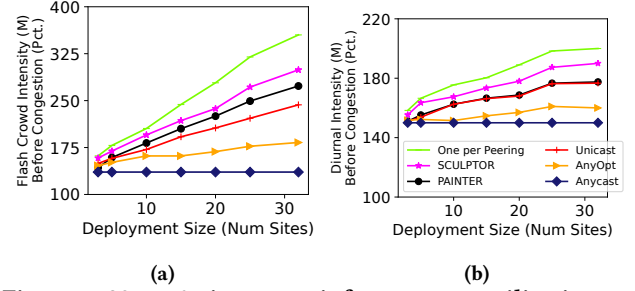 Flash Crowd Intensity (M)
Before Congestion (Pct.)
400
325
250
175
100
10
20
30
Deployment Size (Num Sites)
(a)
Diurnal Intensity (M)
Before Congestion (Pct.)
220
180
140
100
One per Peering
SCULPTOR
PAINTER
Unicast
AnyOpt
Anycast
10
20
30
Deployment Size (Num Sites)
(b)